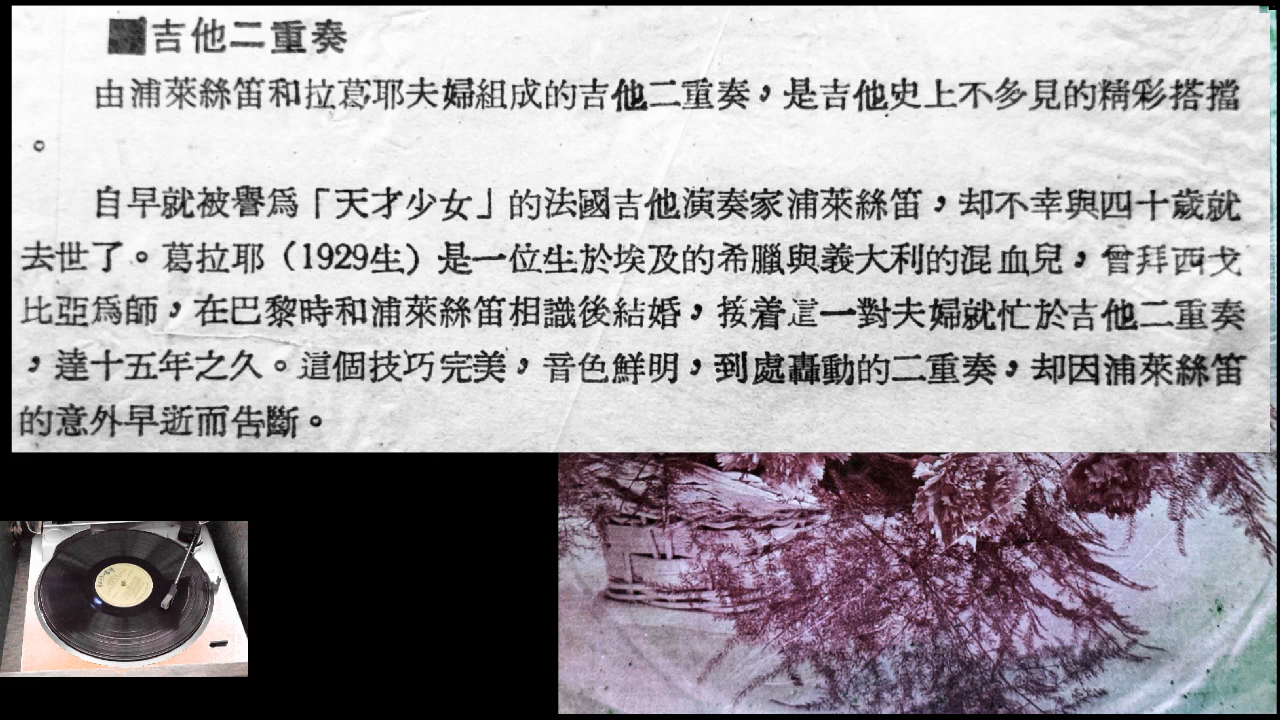 ■吉他二重奏
由浦萊絲笛和拉葛耶夫婦組成的吉他二重奏，是吉他史上不多見的精彩搭擋
。
自早就被譽爲「天才少女」的法國吉他演奏家浦萊絲笛，却不幸與四十歲就
去世了。葛拉耶（1929生）是一位生於埃及的希臘與義大利的混血兒，曾拜西戈
比亞爲師，在巴黎時和浦萊絲笛相識後結婚，接着這一對夫婦就忙於吉他二重奏
，達十五年之久。這個技巧完美，音色鮮明，到處轟動的二重奏，却因浦萊絲笛
的意外早逝而告斷。